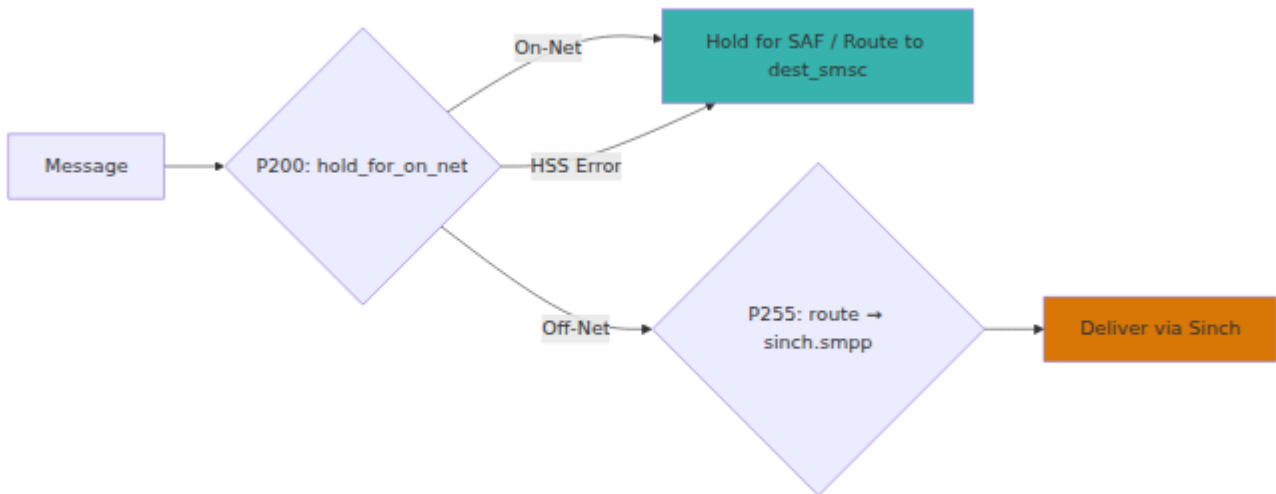 On-Net
Hold for SAF / Route to
dest_smsc
Message
P200: hold_for_on_net
HSS Error
Off-Net
P255: route →
sinch.smpp
Deliver via Sinch